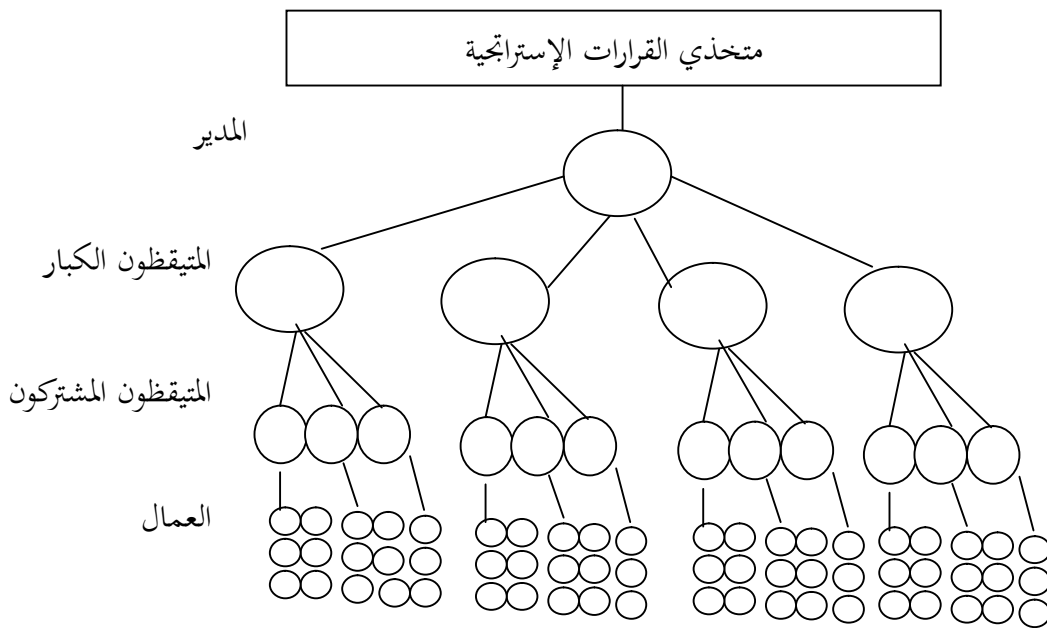 متخذي القرارات الإستراتجية
المدير
المتيقظون الكبار
المتيقظون المشتركون
العمال